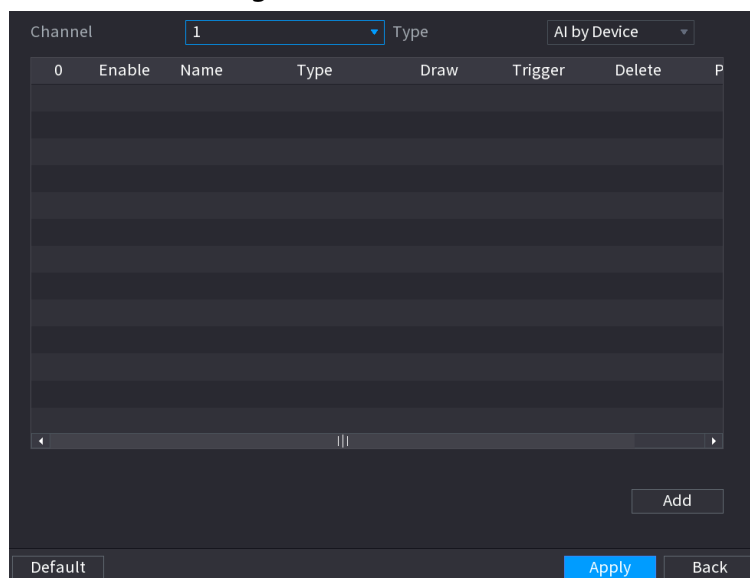 Channel 1 Type AI by Device
0 Enable Name Type Draw Trigger Delete P
Add
Default Apply Back